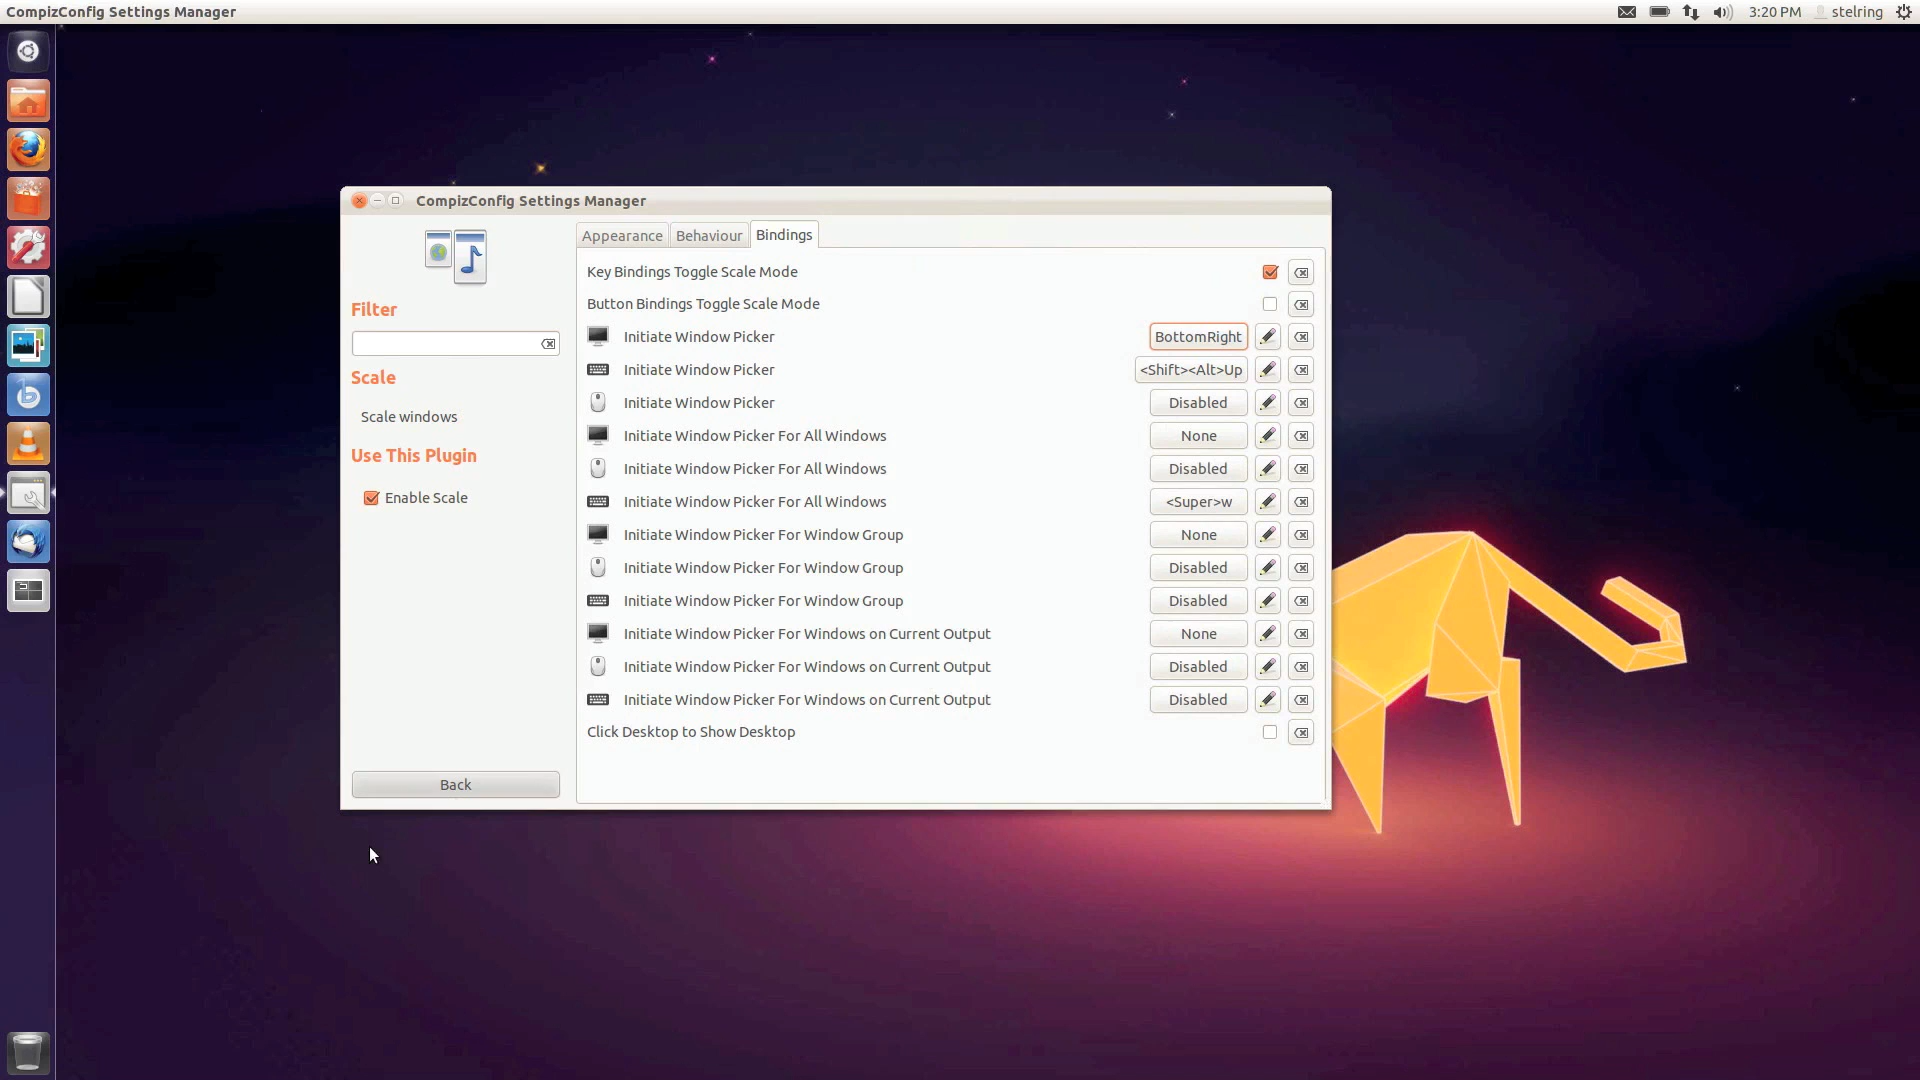 CompizConfig Settings Manager
3:20 PM stelring
CompizConfig Settings Manager
Appearance Behaviour Bindings
Filter
Scale
Scale windows
Use This Plugin
Enable Scale
Back
Key Bindings Toggle Scale Mode
Button Bindings Toggle Scale Mode
Initiate Window Picker BottomRight
Initiate Window Picker <Shift><Alt>Up
Initiate Window Picker Disabled
Initiate Window Picker For All Windows None
Initiate Window Picker For All Windows Disabled
Initiate Window Picker For All Windows <Super>w
Initiate Window Picker For Window Group None
Initiate Window Picker For Window Group Disabled
Initiate Window Picker For Window Group Disabled
Initiate Window Picker For Windows on Current Output None
Initiate Window Picker For Windows on Current Output Disabled
Initiate Window Picker For Windows on Current Output Disabled
Click Desktop to Show Desktop